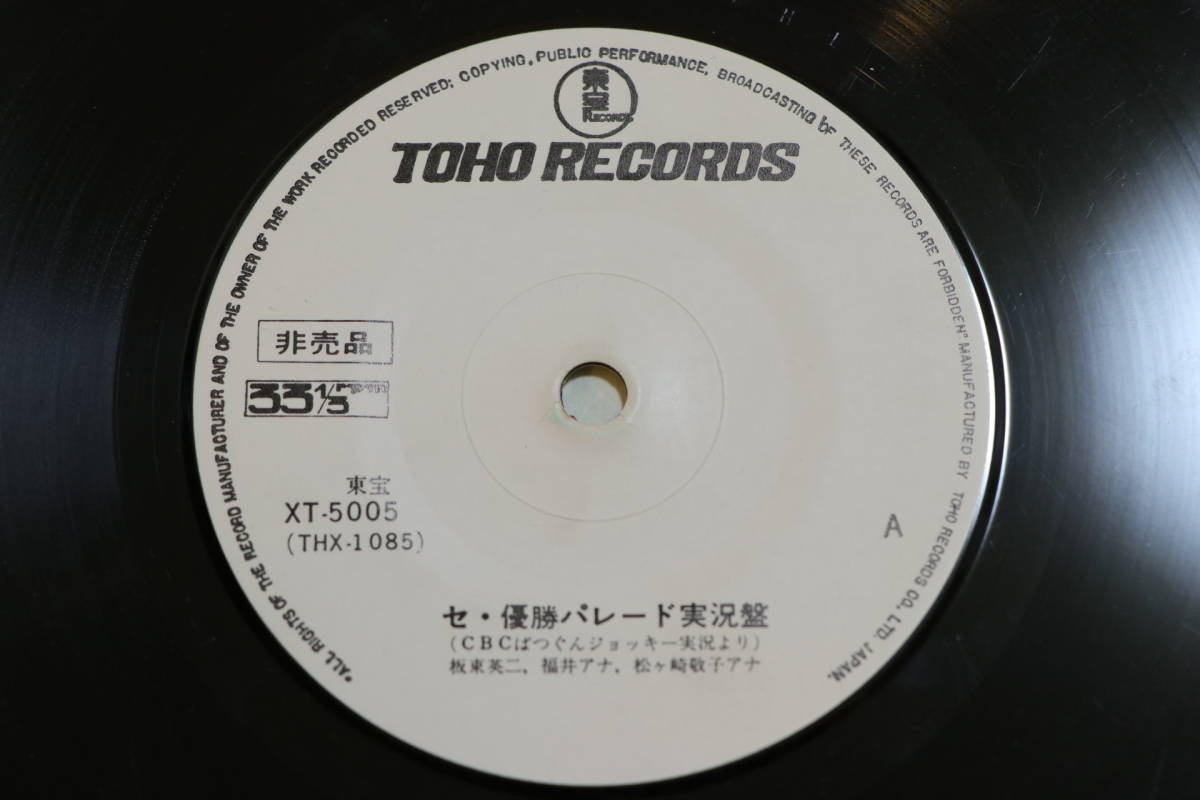 "ALL RIGHTS OF THE RECORD MANUFACTURER AND OF THE OWNER OF THE WORK RECORDED RESERVED; COPYING, PUBLIC PERFORMANCE, BROADCASTING OF THESE RECORDS ARE FORBIDDEN" MANUFACTURED BY TOHO RECORDS CO., LTD. JAPAN.
東宝
RECORDS
TOHO RECORDS
非売品
33 1/3 rpm
東宝
XT-5005
(THX-1085)
A
セ・優勝パレード実況盤
(CBCばつぐんジョッキー実況より)
板東英二, 福井アナ, 松ヶ崎敬子アナ